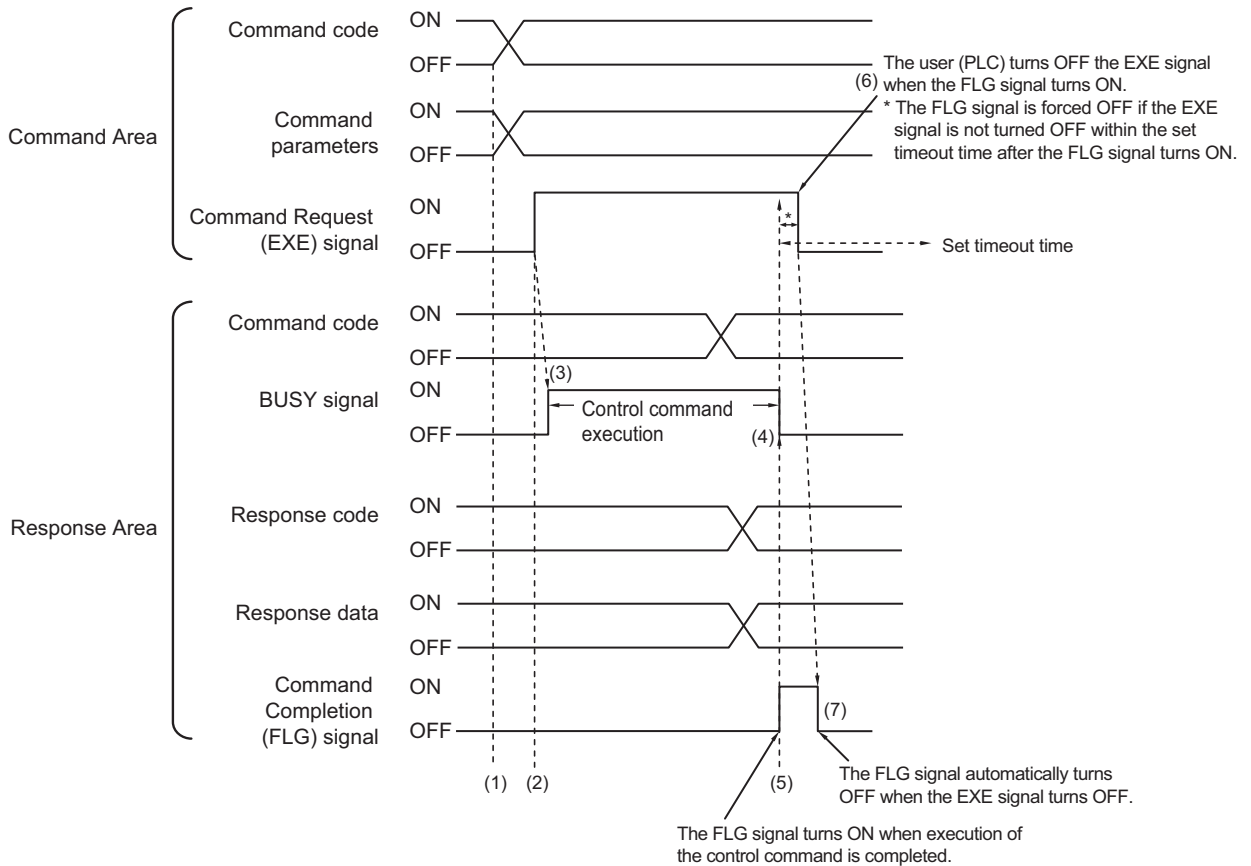 Command Area
Command code
ON
OFF
Command
parameters
ON
OFF
Command Request
(EXE) signal
ON
OFF
(6)
The user (PLC) turns OFF the EXE signal
when the FLG signal turns ON.
* The FLG signal is forced OFF if the EXE
signal is not turned OFF within the set
timeout time after the FLG signal turns ON.
*
Set timeout time
Response Area
Command code
ON
OFF
BUSY signal
ON
OFF
(3)
Control command
execution
(4)
Response code
ON
OFF
Response data
ON
OFF
Command
Completion
(FLG) signal
ON
OFF
(7)
(1)
(2)
(5)
The FLG signal automatically turns
OFF when the EXE signal turns OFF.
The FLG signal turns ON when execution of
the control command is completed.